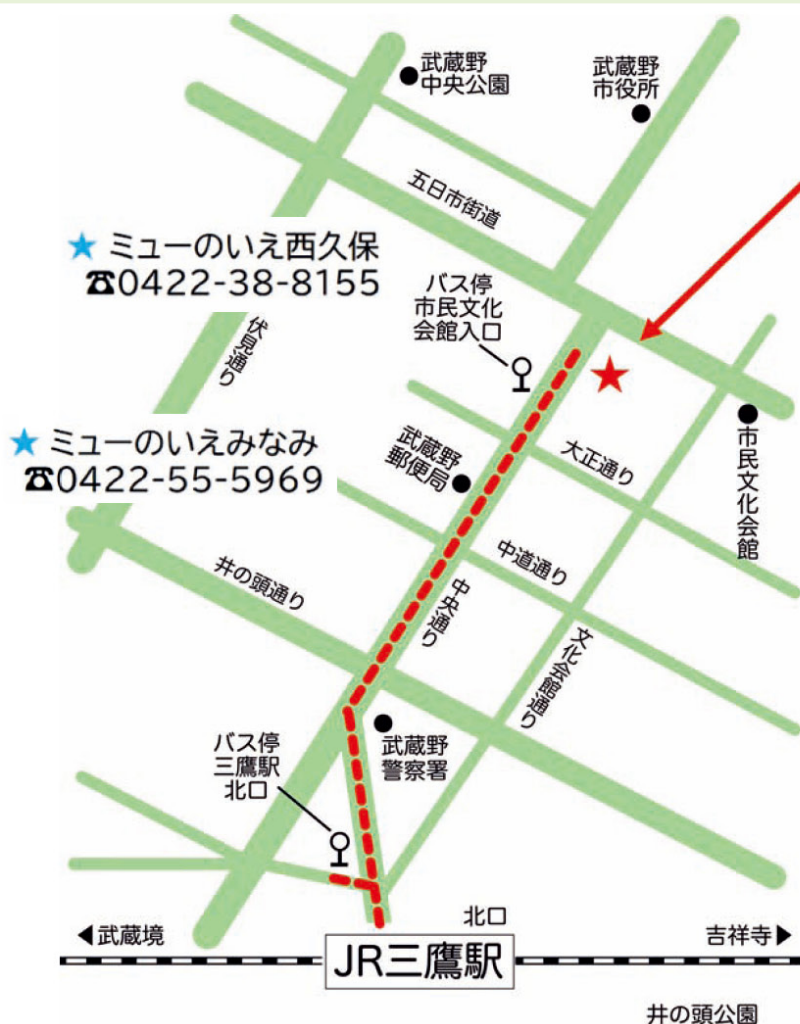 武蔵野
中央公園
武蔵野
市役所
五日市街道
★ ミューのいえ西久保
☎0422-38-8155
バス停
市民文化
会館入口
伏見通り
★ ミューのいえみなみ
☎0422-55-5969
武蔵野
郵便局
大正通り
市民文化会館
中道通り
井の頭通り
中央通り
文化会館通り
武蔵野
警察署
バス停
三鷹駅
北口
北口
◀武蔵境
吉祥寺▶
JR三鷹駅
井の頭公園